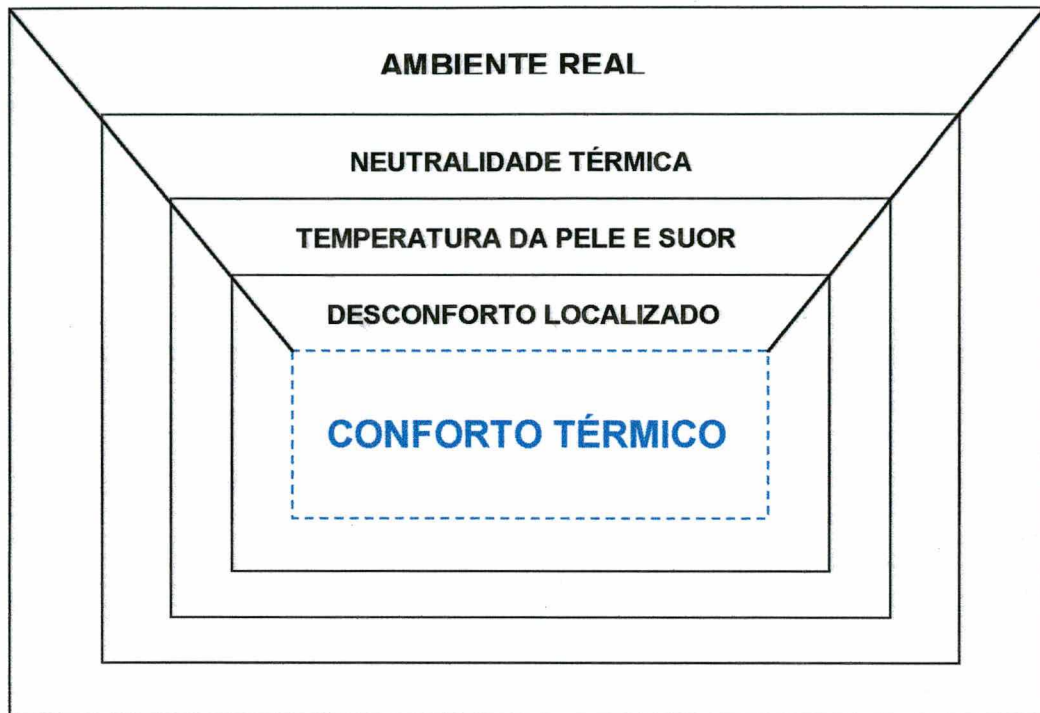 AMBIENTE REAL
NEUTRALIDADE TÉRMICA
TEMPERATURA DA PELE E SUOR
DESCONFORTO LOCALIZADO
CONFORTO TÉRMICO